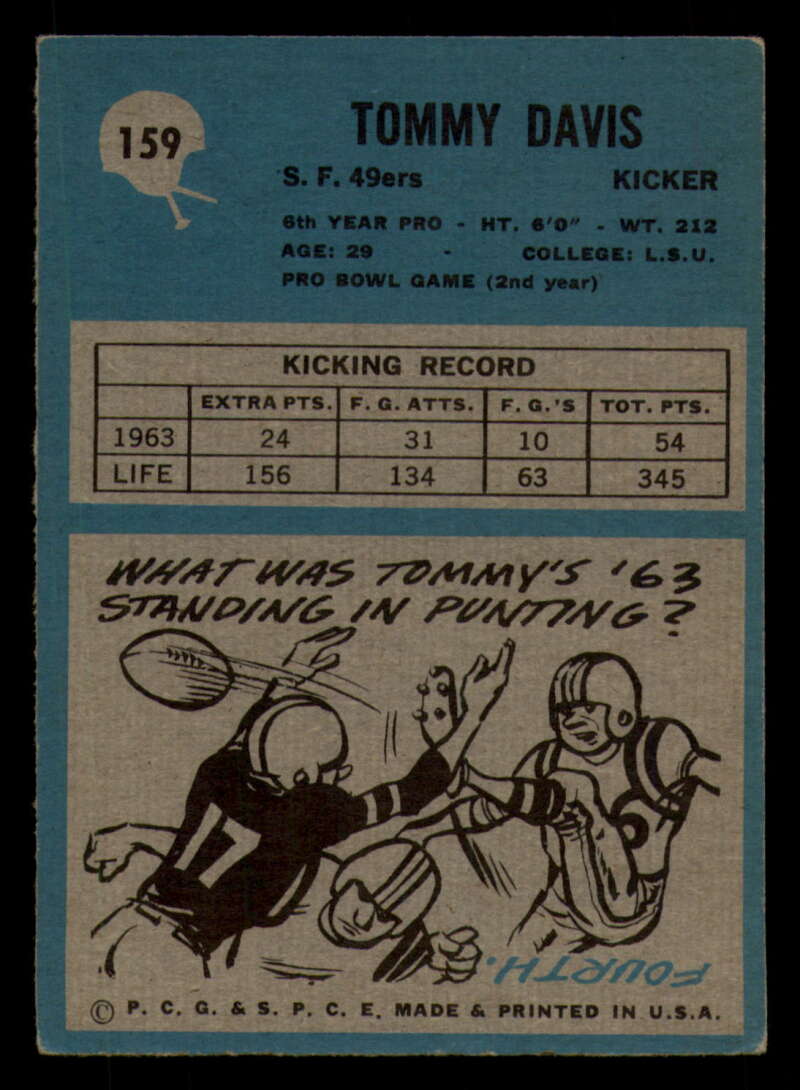 159
TOMMY DAVIS
S. F. 49ers KICKER
6th YEAR PRO - HT. 6'0" - WT. 212
AGE: 29 - COLLEGE: L.S.U.
PRO BOWL GAME (2nd year)
KICKING RECORD
EXTRA PTS. F. G. ATTS. F. G.'S TOT. PTS.
1963 24 31 10 54
LIFE 156 134 63 345
WHAT WAS TOMMY'S '63
STANDING IN PUNTING?
17
FOURTH.
© P. C. G. & S. P. C. E. MADE & PRINTED IN U.S.A.